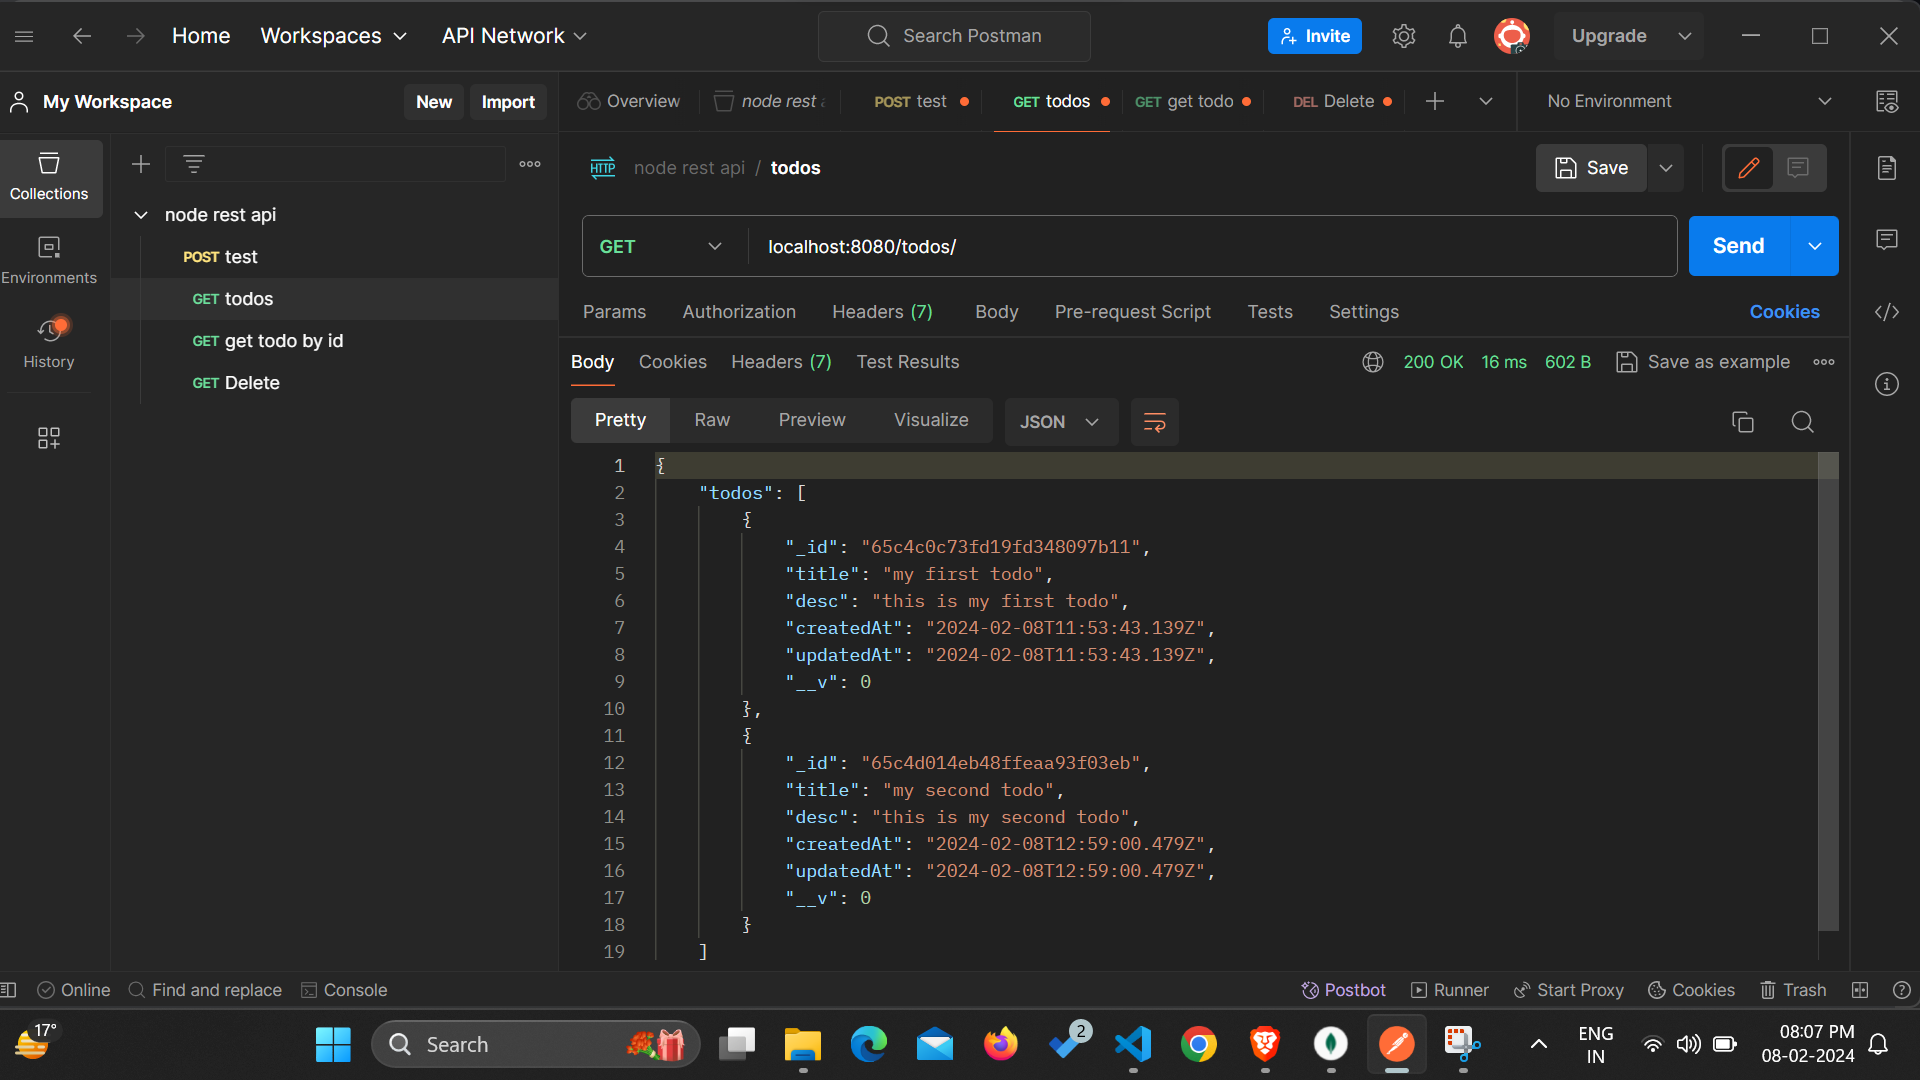 Home Workspaces API Network Search Postman Invite Upgrade
My Workspace New Import Overview node rest POST test GET todos GET get todo DEL Delete No Environment
Collections
Environments
History
node rest api
POST test
GET todos
GET get todo by id
GET Delete
HTTP node rest api / todos Save
GET localhost:8080/todos/ Send
Params Authorization Headers (7) Body Pre-request Script Tests Settings Cookies
Body Cookies Headers (7) Test Results 200 OK 16 ms 602 B Save as example
Pretty Raw Preview Visualize JSON
1 {
2 "todos": [
3 {
4 "_id": "65c4c0c73fd19fd348097b11",
5 "title": "my first todo",
6 "desc": "this is my first todo",
7 "createdAt": "2024-02-08T11:53:43.139Z",
8 "updatedAt": "2024-02-08T11:53:43.139Z",
9 "__v": 0
10 },
11 {
12 "_id": "65c4d014eb48ffeaa93f03eb",
13 "title": "my second todo",
14 "desc": "this is my second todo",
15 "createdAt": "2024-02-08T12:59:00.479Z",
16 "updatedAt": "2024-02-08T12:59:00.479Z",
17 "__v": 0
18 }
19 ]
Online Find and replace Console Postbot Runner Start Proxy Cookies Trash
17° Search 2 ENG 08:07 PM
IN 08-02-2024